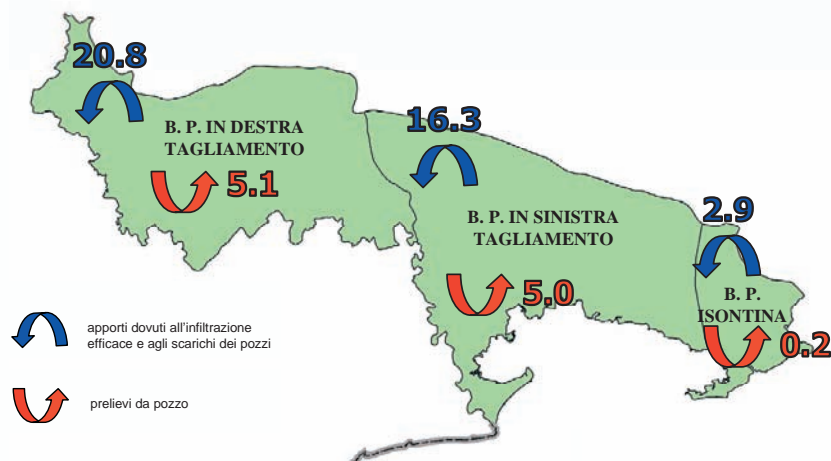 20.8
B. P. IN DESTRA
TAGLIAMENTO
5.1
16.3
B. P. IN SINISTRA
TAGLIAMENTO
5.0
2.9
B. P.
ISONTINA
0.2
apporti dovuti all'infiltrazione
efficace e agli scarichi dei pozzi
prelievi da pozzo